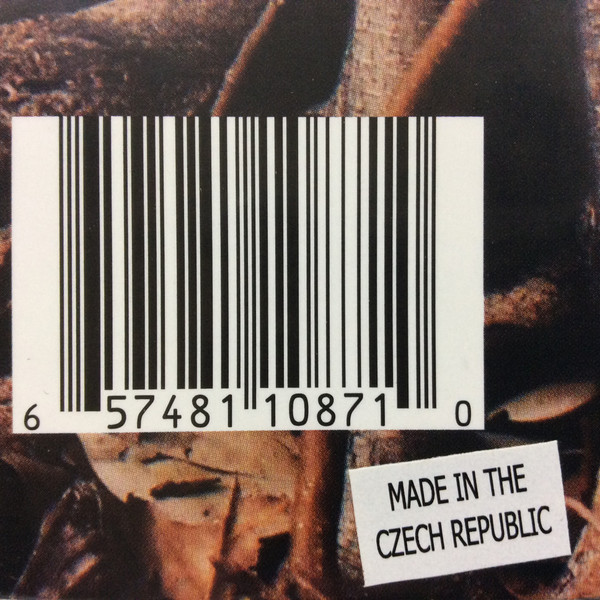 6 57481 10871 0
MADE IN THE
CZECH REPUBLIC